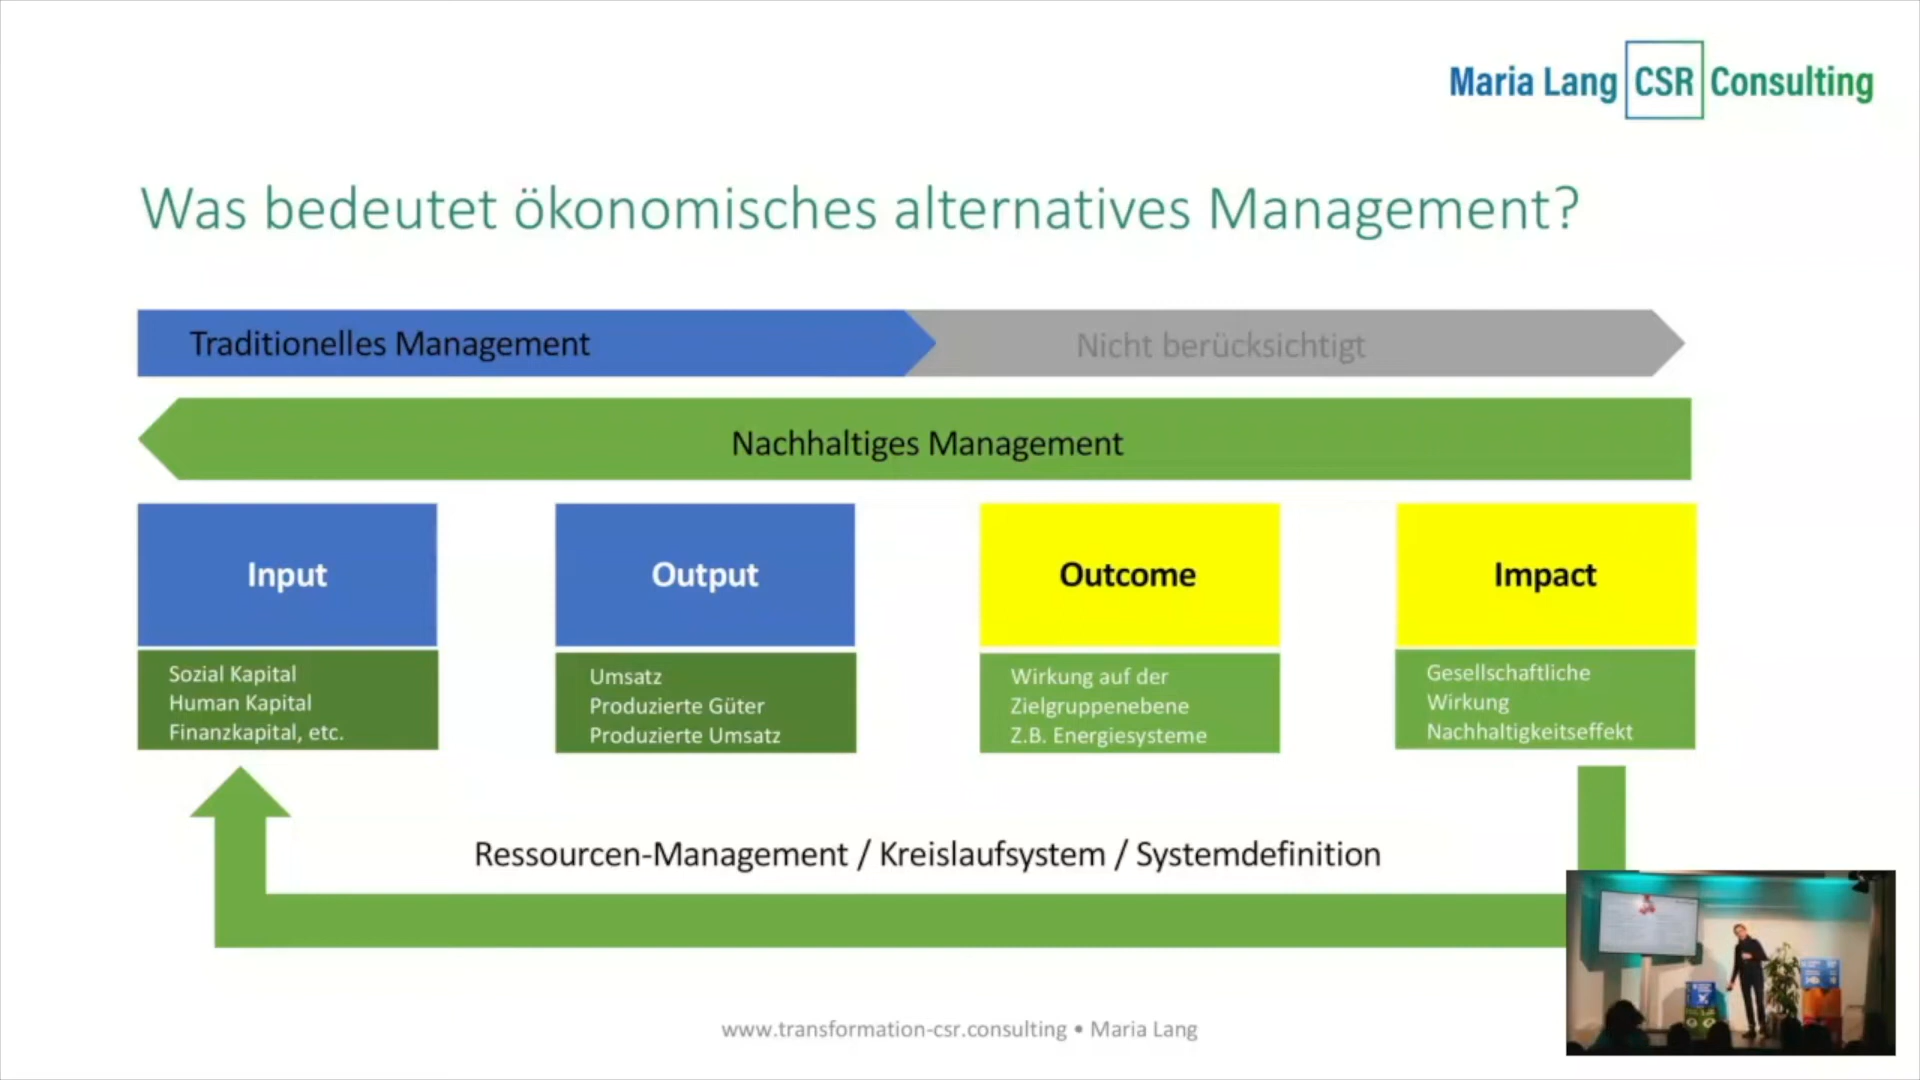 Maria Lang CSR Consulting
Was bedeutet ökonomisches alternatives Management?
Traditionelles Management
Nicht berücksichtigt
Nachhaltiges Management
Input
Output
Outcome
Impact
Sozial Kapital
Human Kapital
Finanzkapital, etc.
Umsatz
Produzierte Güter
Produzierte Umsatz
Wirkung auf der
Zielgruppenebene
Z.B. Energiesysteme
Gesellschaftliche
Wirkung
Nachhaltigkeitseffekt
Ressourcen-Management / Kreislaufsystem / Systemdefinition
www.transformation-csr.consulting • Maria Lang